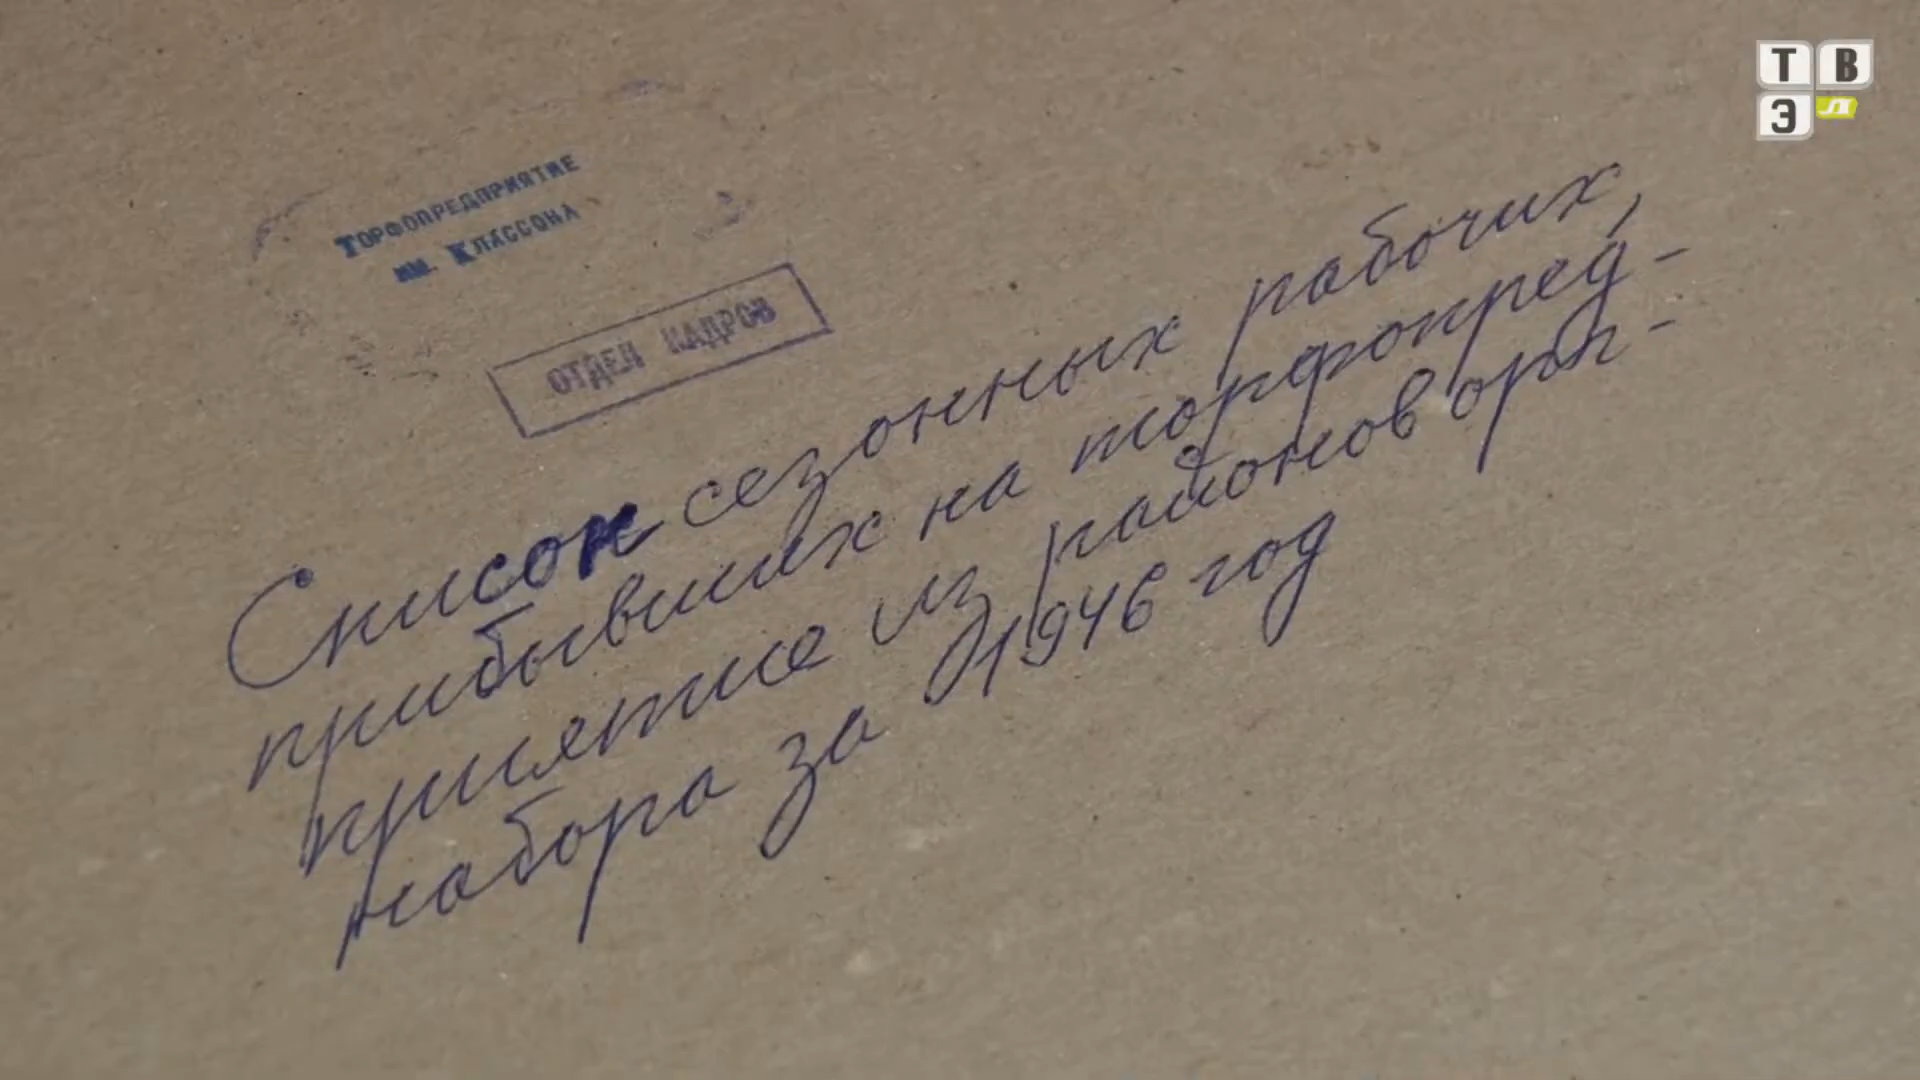 Т В
Э Л
ТОРФОПРЕДПРИЯТИЕ
им. КЛАССОНА
ОТДЕЛ КАДРОВ
Список сезонных рабочих,
прибывших на торфопред-
приятие из районов орг-
набора за 1946 год